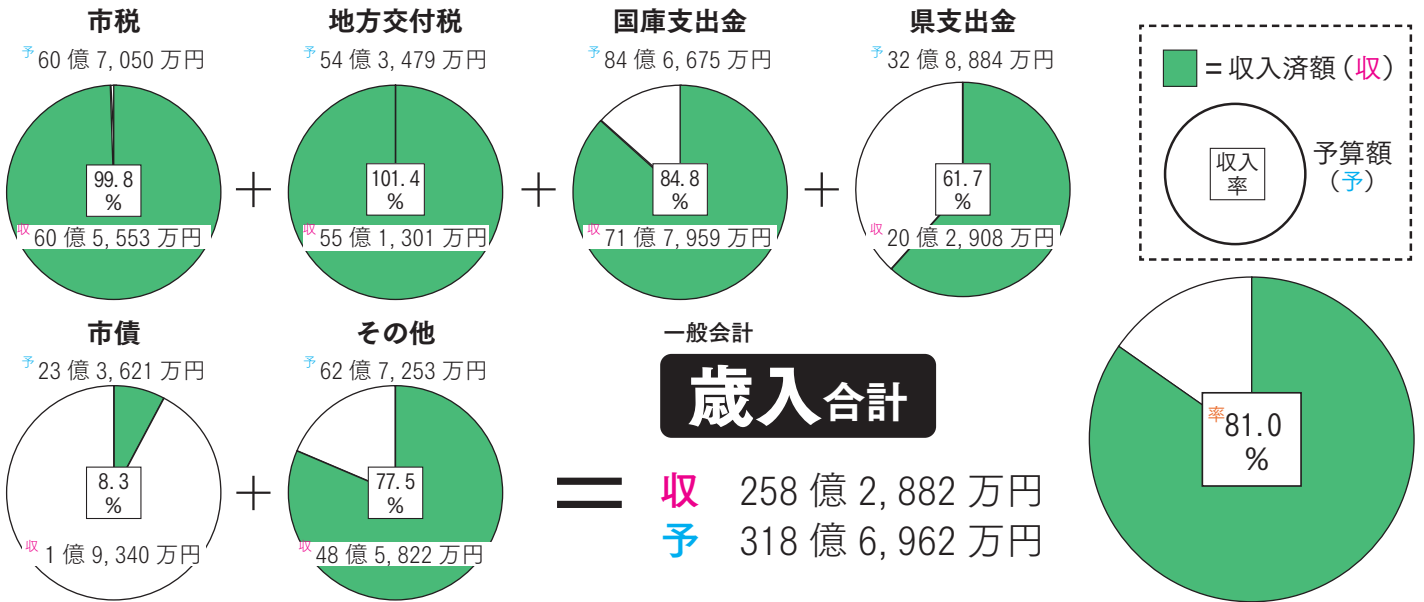 市税
予60億7,050万円
99.8
%
収60億5,553万円
+
地方交付税
予54億3,479万円
101.4
%
収55億1,301万円
+
国庫支出金
予84億6,675万円
84.8
%
収71億7,959万円
+
県支出金
予32億8,884万円
61.7
%
収20億2,908万円
=収入済額(収)
収入
率
予算額
(予)
市債
予23億3,621万円
8.3
%
収1億9,340万円
+
その他
予62億7,253万円
77.5
%
収48億5,822万円
=
一般会計
歳入合計
収 258億2,882万円
予 318億6,962万円
率81.0
%